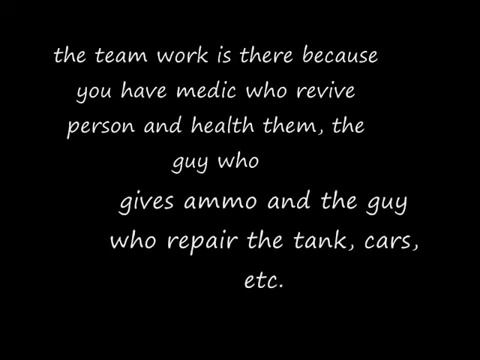 the team work is there because
you have medic who revive
person and health them, the
guy who
gives ammo and the guy
who repair the tank, cars,
etc.